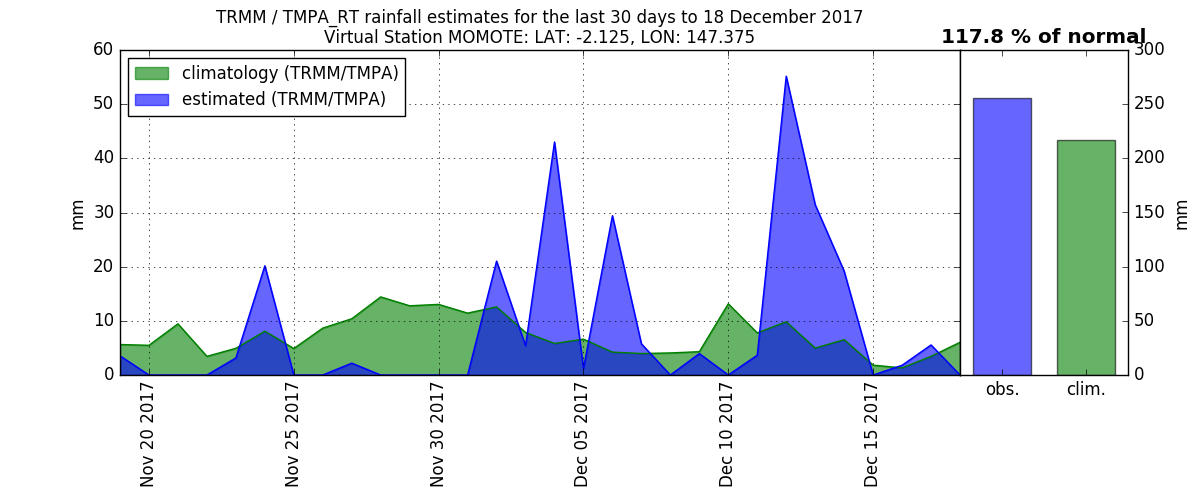 TRMM / TMPA_RT rainfall estimates for the last 30 days to 18 December 2017
Virtual Station MOMOTE: LAT: -2.125, LON: 147.375
117.8 % of normal
climatology (TRMM/TMPA)
estimated (TRMM/TMPA)
mm
60
50
40
30
20
10
0
Nov 20 2017
Nov 25 2017
Nov 30 2017
Dec 05 2017
Dec 10 2017
Dec 15 2017
obs.
clim.
300
250
200
150
100
50
0
mm